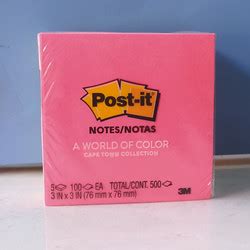 Post-it
NOTES/NOTAS
A WORLD OF COLOR
CAPE TOWN COLLECTION
5 100 EA TOTAL/CONT. 500
3 IN x 3 IN (76 mm x 76 mm)
3M